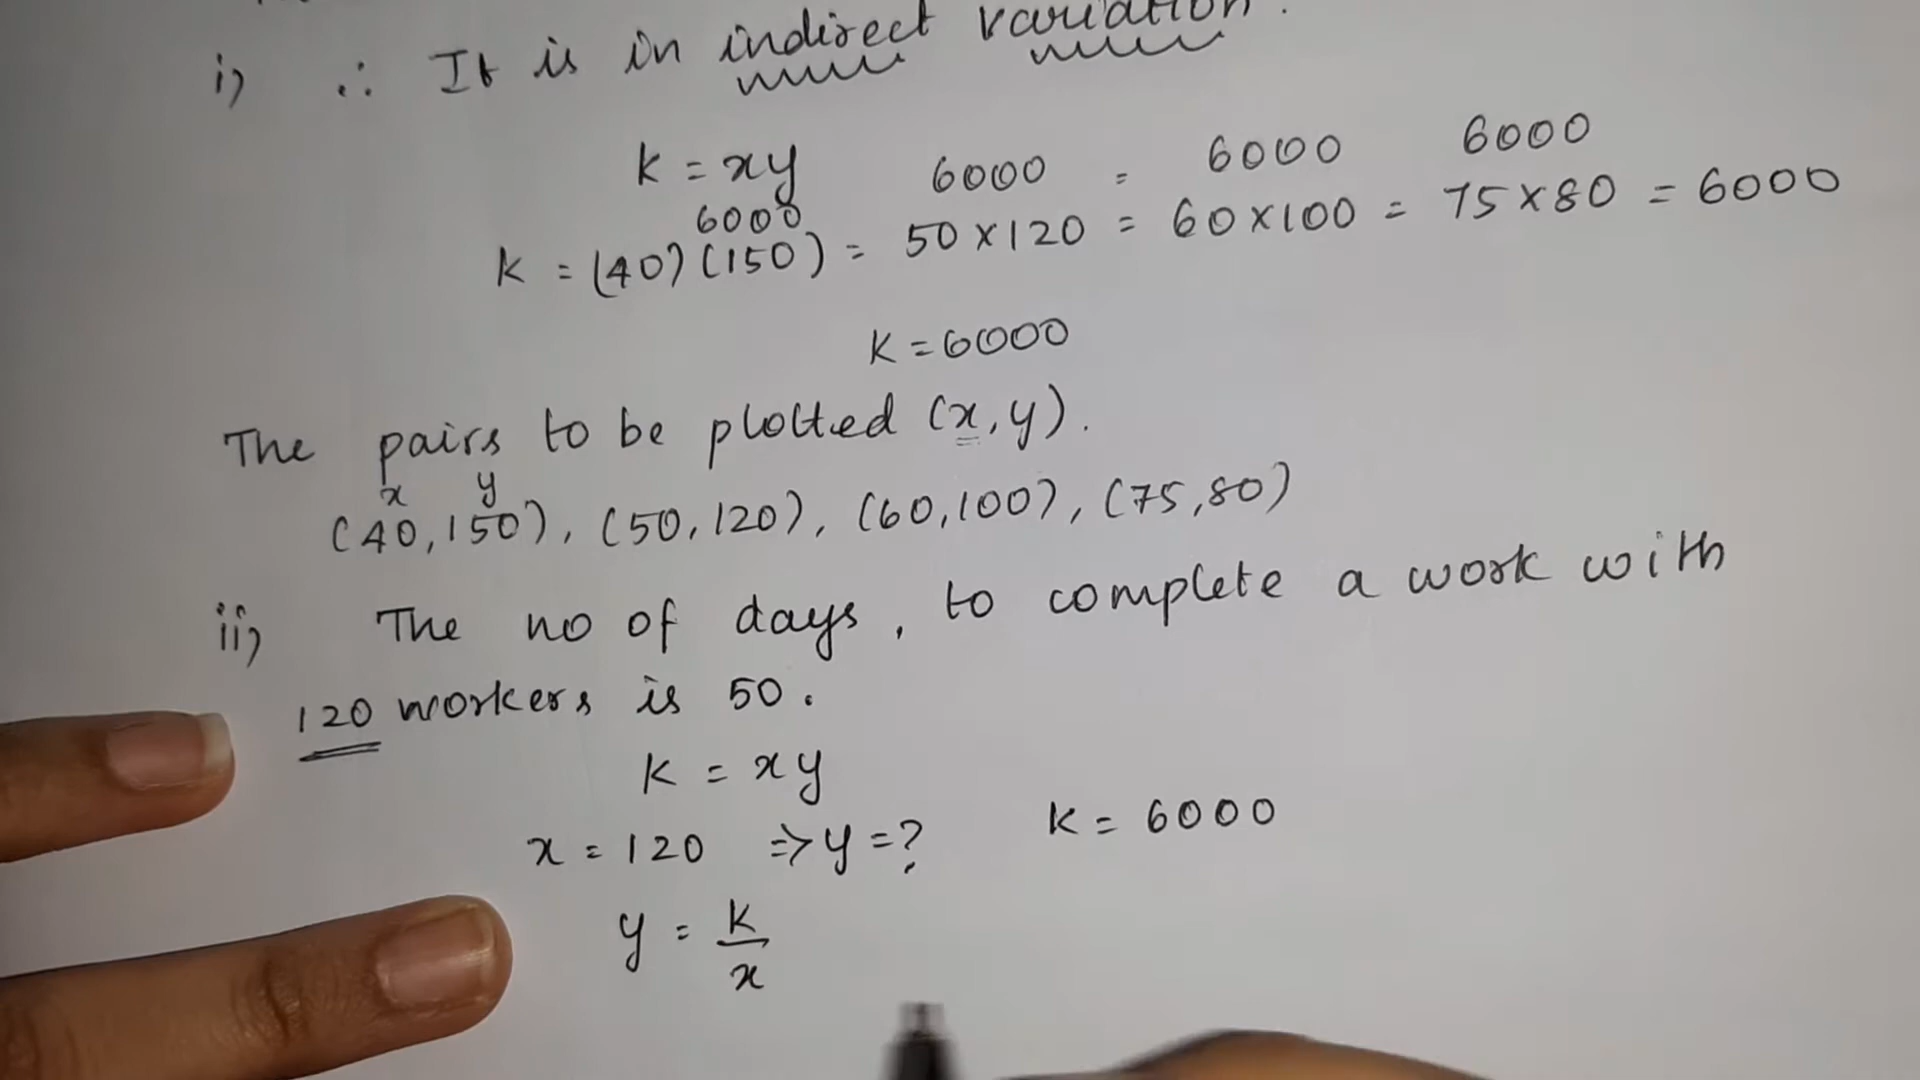 i) ∴ It is in indirect variation.
K = xy 6000 = 6000 6000
6000
K = (40)(150) = 50×120 = 60×100 = 75×80 = 6000
K = 6000
The pairs to be plotted (x,y).
x y
(40,150), (50,120), (60,100), (75,80)
ii) The no of days, to complete a work with
120 workers is 50.
K = xy
x = 120 ⇒ y = ? K = 6000
y = K/x